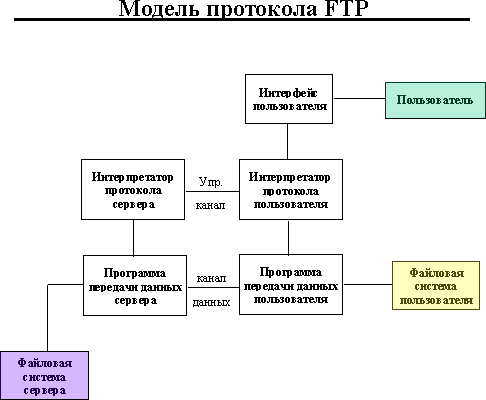 Модель протокола FTP
Интерфейс
пользователя
Пользователь
Интерпретатор
протокола
сервера
Упр.
канал
Интерпретатор
протокола
пользователя
Программа
передачи данных
сервера
канал
данных
Программа
передачи данных
пользователя
Файловая
система
пользователя
Файловая
система
сервера